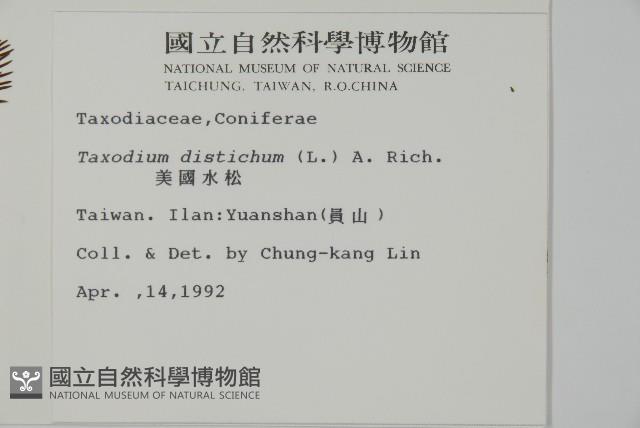 國立自然科學博物館
NATIONAL MUSEUM OF NATURAL SCIENCE
TAICHUNG, TAIWAN, R.O.CHINA
Taxodiaceae,Coniferae
Taxodium distichum (L.) A. Rich.
美國水松
Taiwan. Ilan:Yuanshan(員山)
Coll. & Det. by Chung-kang Lin
Apr. ,14,1992
國立自然科學博物館
NATIONAL MUSEUM OF NATURAL SCIENCE